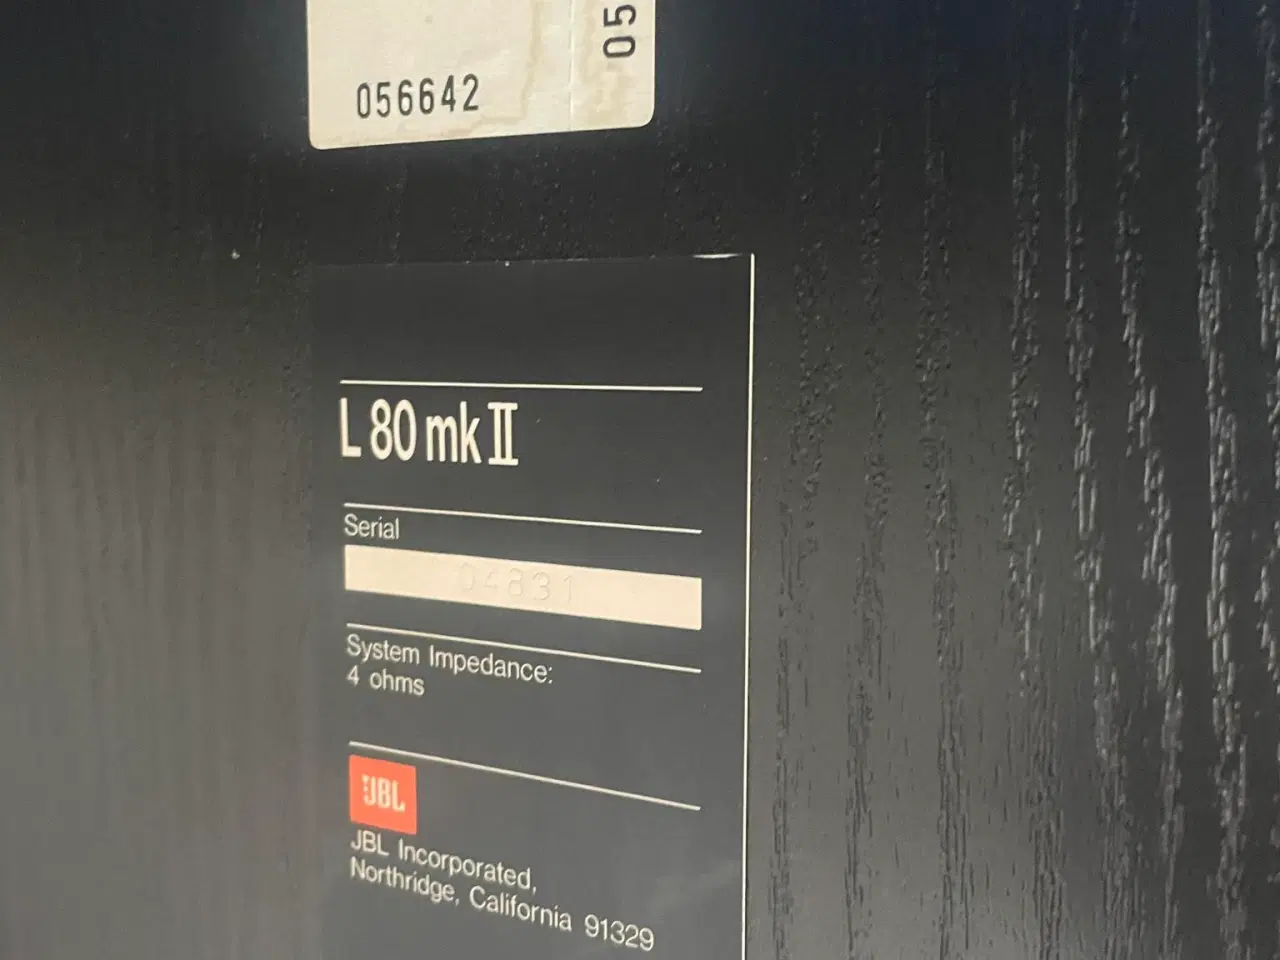 05
056642
L 80 mk II
Serial
04831
System Impedance:
4 ohms
JBL
JBL Incorporated,
Northridge, California 91329